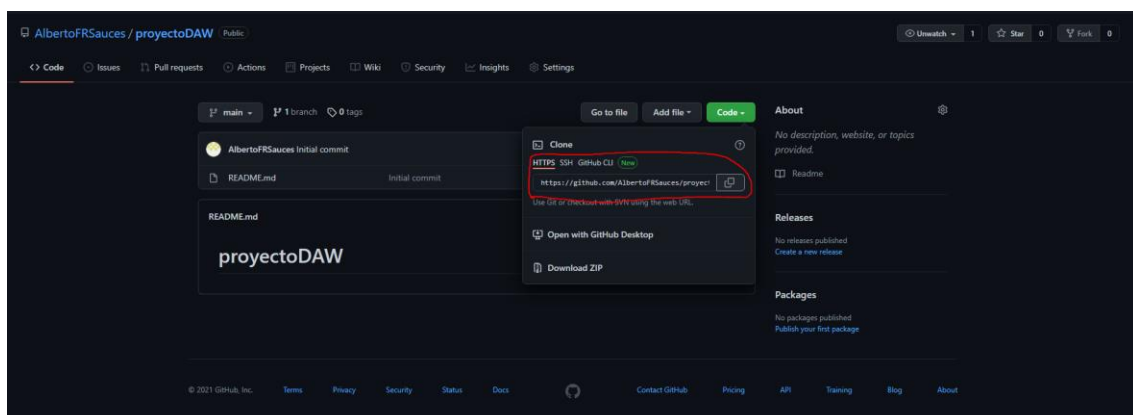 AlbertoFRSauces / proyectoDAW Public
Unwatch 1 Star 0 Fork 0
<> Code Issues Pull requests Actions Projects Wiki Security Insights Settings
main 1 branch 0 tags Go to file Add file Code
AlbertoFRSauces Initial commit
README.md Initial commit
README.md
proyectoDAW
Clone
HTTPS SSH GitHub CLI New
https://github.com/AlbertoFRSauces/proyect
Use Git or checkout with SVN using the web URL.
Open with GitHub Desktop
Download ZIP
About
No description, website, or topics
provided.
Readme
Releases
No releases published
Create a new release
Packages
No packages published
Publish your first package
© 2021 GitHub, Inc. Terms Privacy Security Status Docs Contact GitHub Pricing API Training Blog About